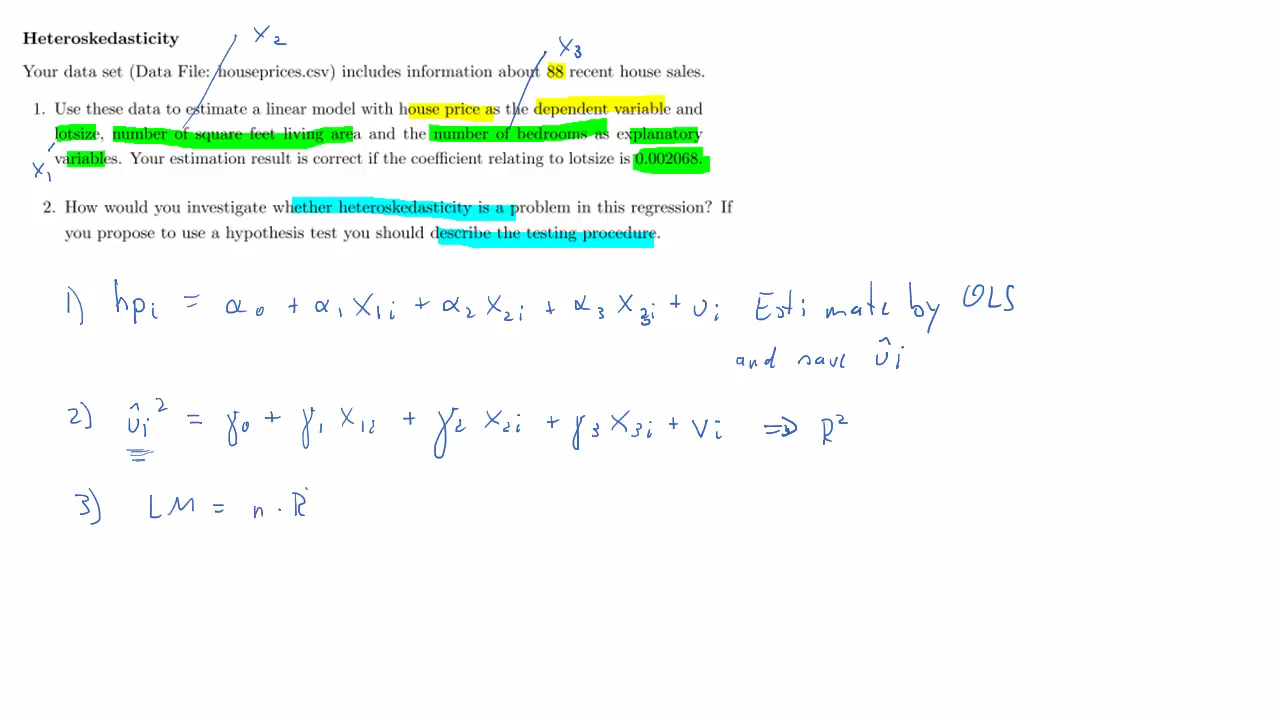 X₂
X₃
Heteroskedasticity
Your data set (Data File: houseprices.csv) includes information about 88 recent house sales.
1. Use these data to estimate a linear model with house price as the dependent variable and
lotsize, number of square feet living area and the number of bedrooms as explanatory
variables. Your estimation result is correct if the coefficient relating to lotsize is 0.002068.
X₁
2. How would you investigate whether heteroskedasticity is a problem in this regression? If
you propose to use a hypothesis test you should describe the testing procedure.
1) hpᵢ = α₀ + α₁ X₁ᵢ + α₂ X₂ᵢ + α₃ X₃ᵢ + υᵢ Estimate by OLS
and save υ̂ᵢ
2) υ̂ᵢ² = γ₀ + γ₁ X₁ᵢ + γ₂ X₂ᵢ + γ₃ X₃ᵢ + vᵢ ⇒ R²
3) LM = n · R